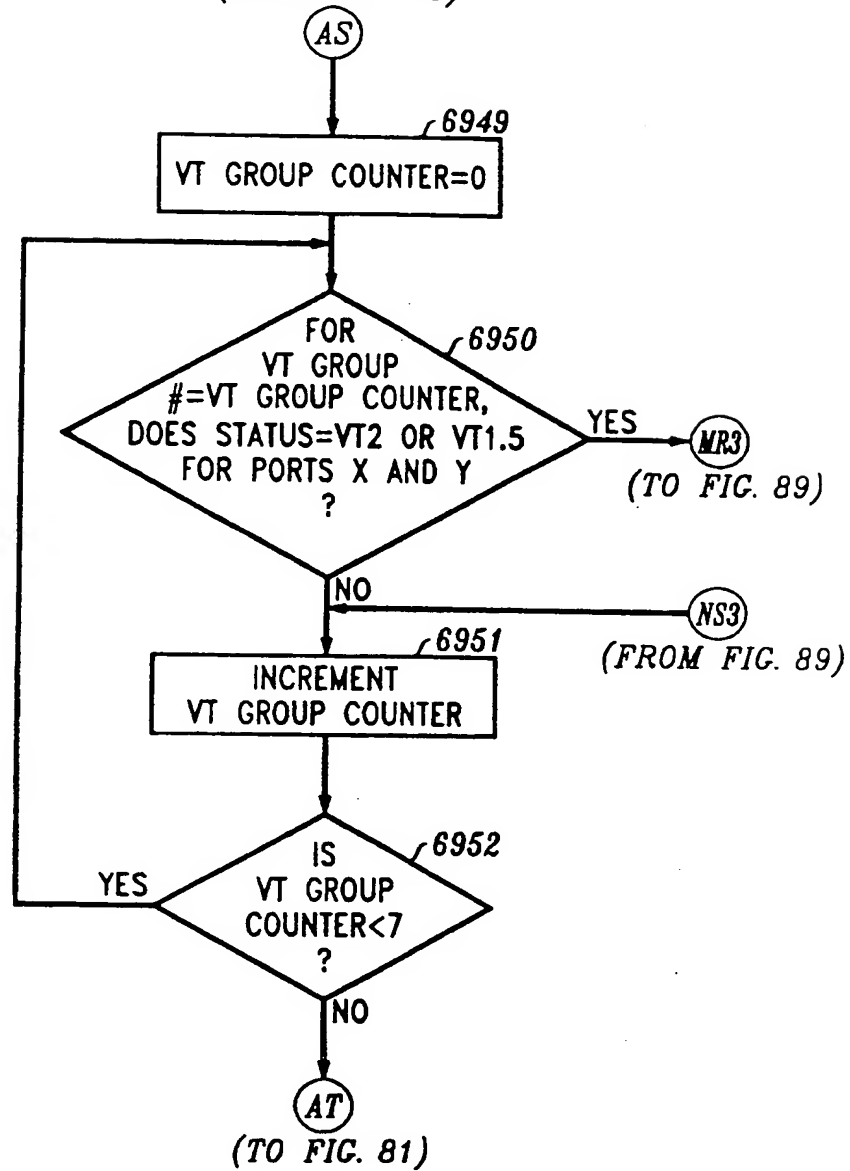 AS
6949
VT GROUP COUNTER=0
6950
FOR
VT GROUP
#=VT GROUP COUNTER,
DOES STATUS=VT2 OR VT1.5
FOR PORTS X AND Y
?
YES
MR3
(TO FIG. 89)
NO
NS3
(FROM FIG. 89)
6951
INCREMENT
VT GROUP COUNTER
6952
IS
VT GROUP
COUNTER<7
?
YES
NO
AT
(TO FIG. 81)